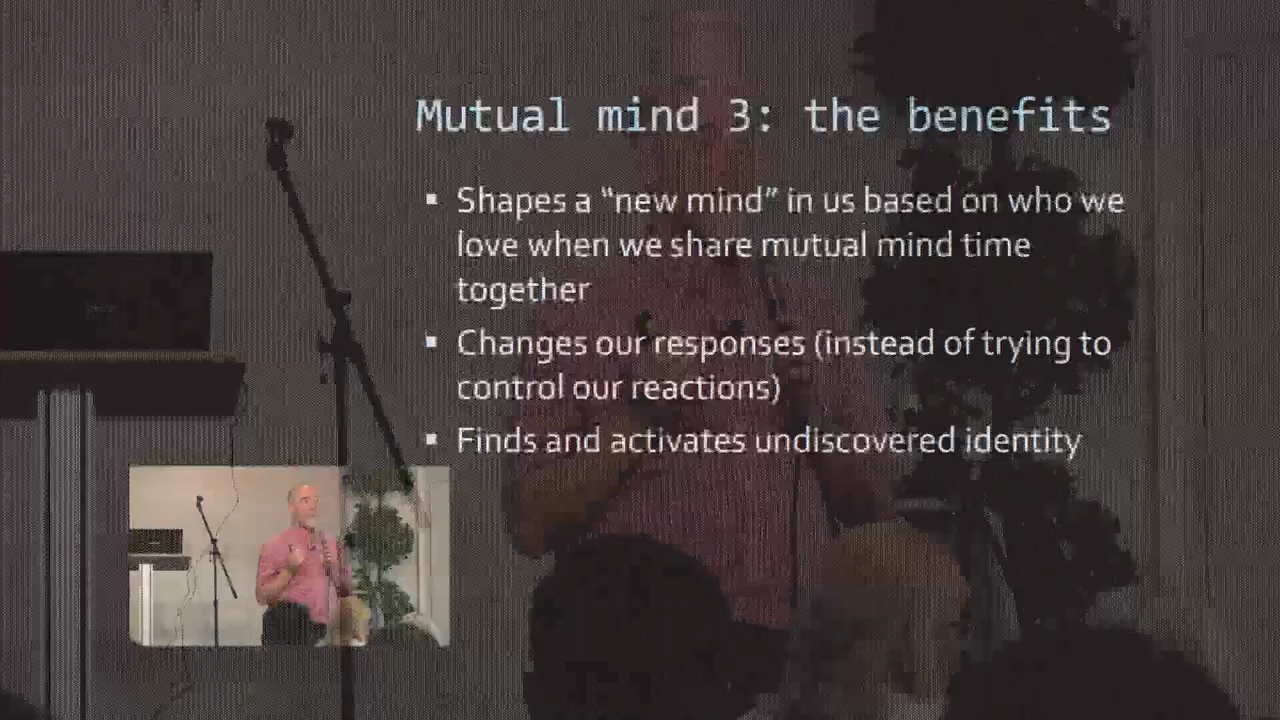 Mutual mind 3: the benefits
▪ Shapes a “new mind” in us based on who we
love when we share mutual mind time
together
▪ Changes our responses (instead of trying to
control our reactions)
▪ Finds and activates undiscovered identity